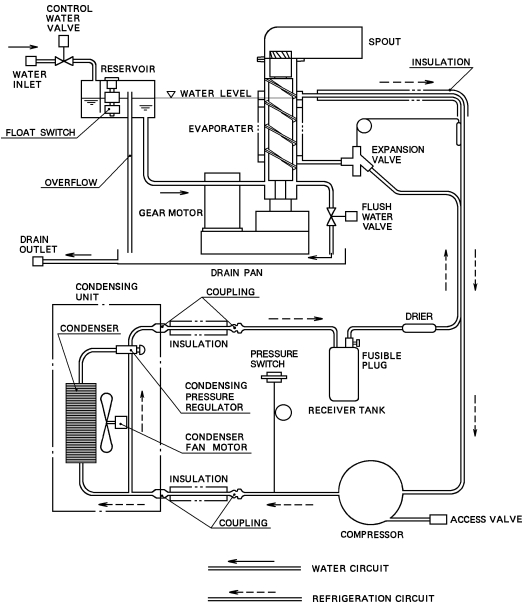 CONTROL
WATER
VALVE
SPOUT
INSULATION
WATER
INLET
RESERVOIR
WATER LEVEL
FLOAT SWITCH
EVAPORATER
EXPANSION
VALVE
OVERFLOW
GEAR MOTOR
FLUSH
WATER
VALVE
DRAIN
OUTLET
DRAIN PAN
CONDENSING
UNIT
COUPLING
CONDENSER
INSULATION
DRIER
PRESSURE
SWITCH
FUSIBLE
PLUG
CONDENSING
PRESSURE
REGULATOR
RECEIVER TANK
CONDENSER
FAN MOTOR
INSULATION
COUPLING
ACCESS VALVE
COMPRESSOR
WATER CIRCUIT
REFRIGERATION CIRCUIT